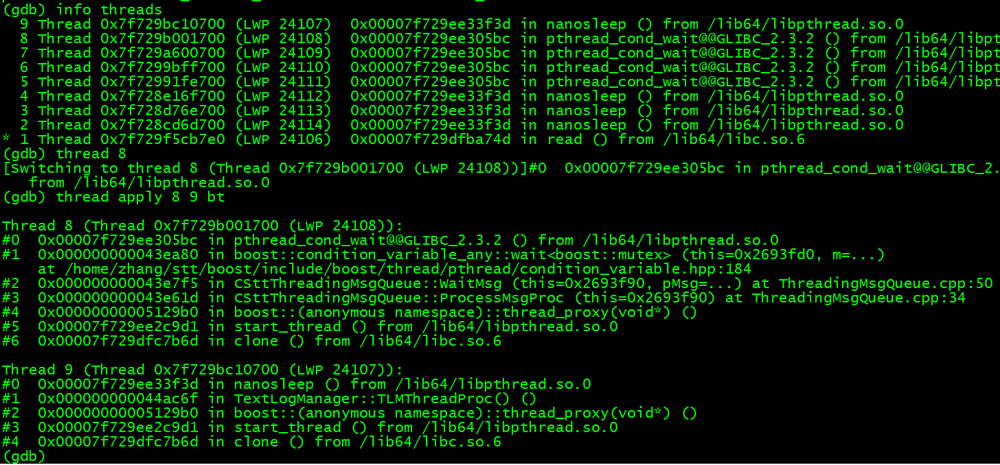 (gdb) info threads
  9 Thread 0x7f729bc10700 (LWP 24107)  0x00007f729ee33f3d in nanosleep () from /lib64/libpthread.so.0
  8 Thread 0x7f729b001700 (LWP 24108)  0x00007f729ee305bc in pthread_cond_wait@@GLIBC_2.3.2 () from /lib64/libpt
  7 Thread 0x7f729a600700 (LWP 24109)  0x00007f729ee305bc in pthread_cond_wait@@GLIBC_2.3.2 () from /lib64/libpt
  6 Thread 0x7f7299bff700 (LWP 24110)  0x00007f729ee305bc in pthread_cond_wait@@GLIBC_2.3.2 () from /lib64/libpt
  5 Thread 0x7f72991fe700 (LWP 24111)  0x00007f729ee305bc in pthread_cond_wait@@GLIBC_2.3.2 () from /lib64/libpt
  4 Thread 0x7f728e16f700 (LWP 24112)  0x00007f729ee33f3d in nanosleep () from /lib64/libpthread.so.0
  3 Thread 0x7f728d76e700 (LWP 24113)  0x00007f729ee33f3d in nanosleep () from /lib64/libpthread.so.0
  2 Thread 0x7f728cd6d700 (LWP 24114)  0x00007f729ee33f3d in nanosleep () from /lib64/libpthread.so.0
* 1 Thread 0x7f729f5cb7e0 (LWP 24106)  0x00007f729dfba74d in read () from /lib64/libc.so.6
(gdb) thread 8
[Switching to thread 8 (Thread 0x7f729b001700 (LWP 24108))]#0  0x00007f729ee305bc in pthread_cond_wait@@GLIBC_2.
   from /lib64/libpthread.so.0
(gdb) thread apply 8 9 bt

Thread 8 (Thread 0x7f729b001700 (LWP 24108)):
#0  0x00007f729ee305bc in pthread_cond_wait@@GLIBC_2.3.2 () from /lib64/libpthread.so.0
#1  0x000000000043ea80 in boost::condition_variable_any::wait<boost::mutex> (this=0x2693fd0, m=...)
    at /home/zhang/stt/boost/include/boost/thread/pthread/condition_variable.hpp:184
#2  0x000000000043e7f5 in CSttThreadingMsgQueue::WaitMsg (this=0x2693f90, pMsg=...) at ThreadingMsgQueue.cpp:50
#3  0x000000000043e61d in CSttThreadingMsgQueue::ProcessMsgProc (this=0x2693f90) at ThreadingMsgQueue.cpp:34
#4  0x00000000005129b0 in boost::(anonymous namespace)::thread_proxy(void*) ()
#5  0x00007f729ee2c9d1 in start_thread () from /lib64/libpthread.so.0
#6  0x00007f729dfc7b6d in clone () from /lib64/libc.so.6

Thread 9 (Thread 0x7f729bc10700 (LWP 24107)):
#0  0x00007f729ee33f3d in nanosleep () from /lib64/libpthread.so.0
#1  0x000000000044ac6f in TextLogManager::TLMThreadProc() ()
#2  0x00000000005129b0 in boost::(anonymous namespace)::thread_proxy(void*) ()
#3  0x00007f729ee2c9d1 in start_thread () from /lib64/libpthread.so.0
#4  0x00007f729dfc7b6d in clone () from /lib64/libc.so.6
(gdb)